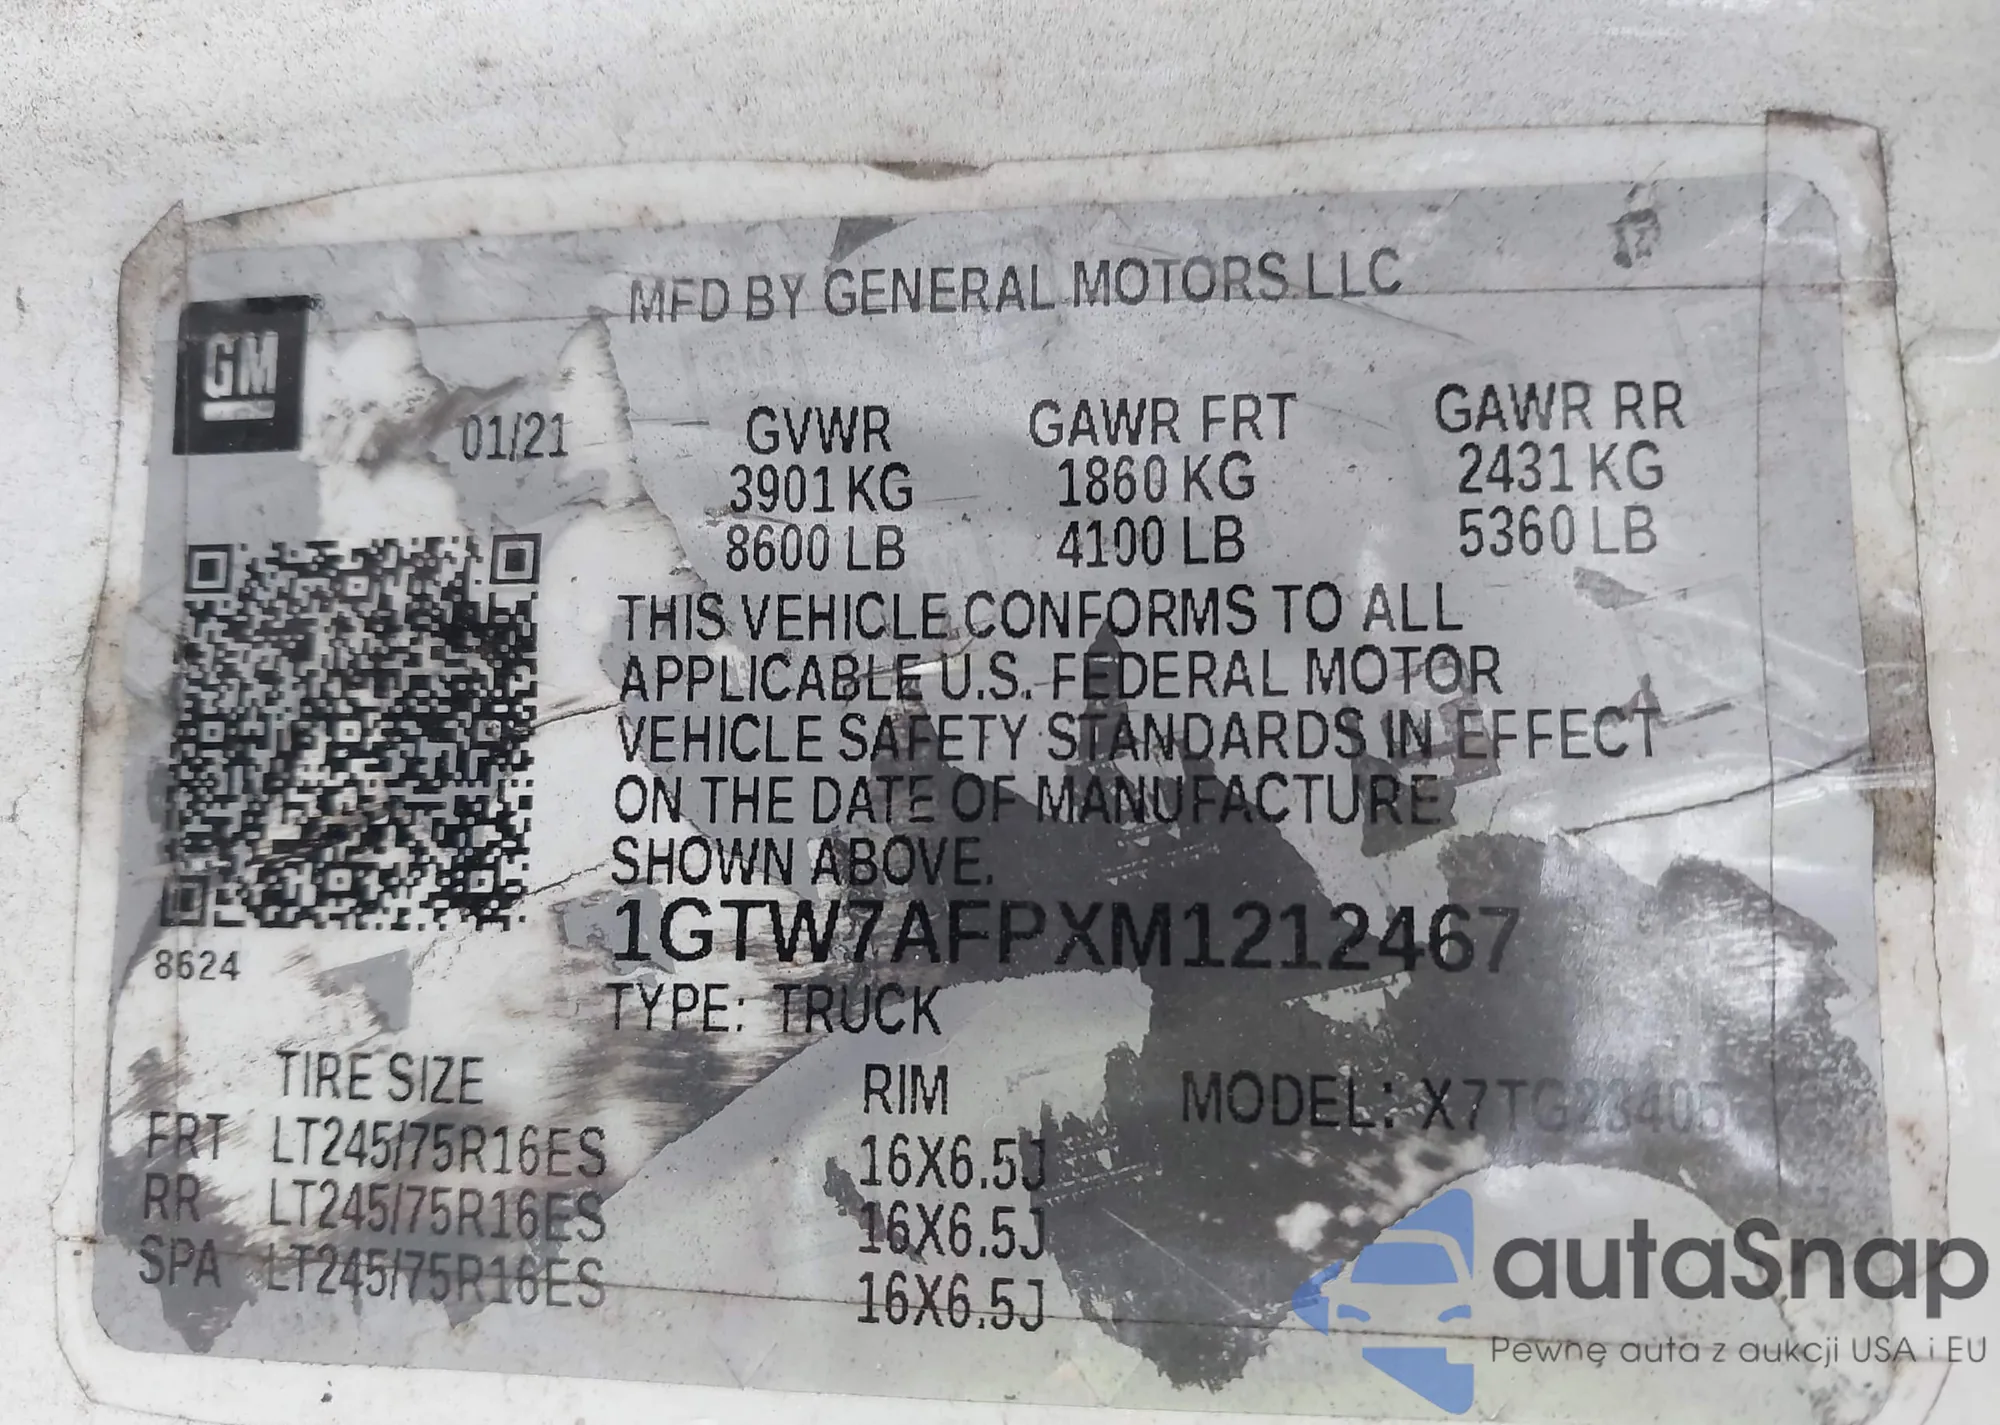 MFD BY GENERAL MOTORS LLC
GM
01/21
GVWR GAWR FRT GAWR RR
3901 KG 1860 KG 2431 KG
8600 LB 4100 LB 5360 LB
THIS VEHICLE CONFORMS TO ALL
APPLICABLE U.S. FEDERAL MOTOR
VEHICLE SAFETY STANDARDS IN EFFECT
ON THE DATE OF MANUFACTURE
SHOWN ABOVE.
1GTW7AFPXM1212467
8624
TYPE: TRUCK
TIRE SIZE RIM MODEL:
FRT LT245/75R16ES 16X6.5J
RR LT245/75R16ES 16X6.5J
SPA LT245/75R16ES 16X6.5J
autaSnap
Pewne auta z aukcji USA i EU